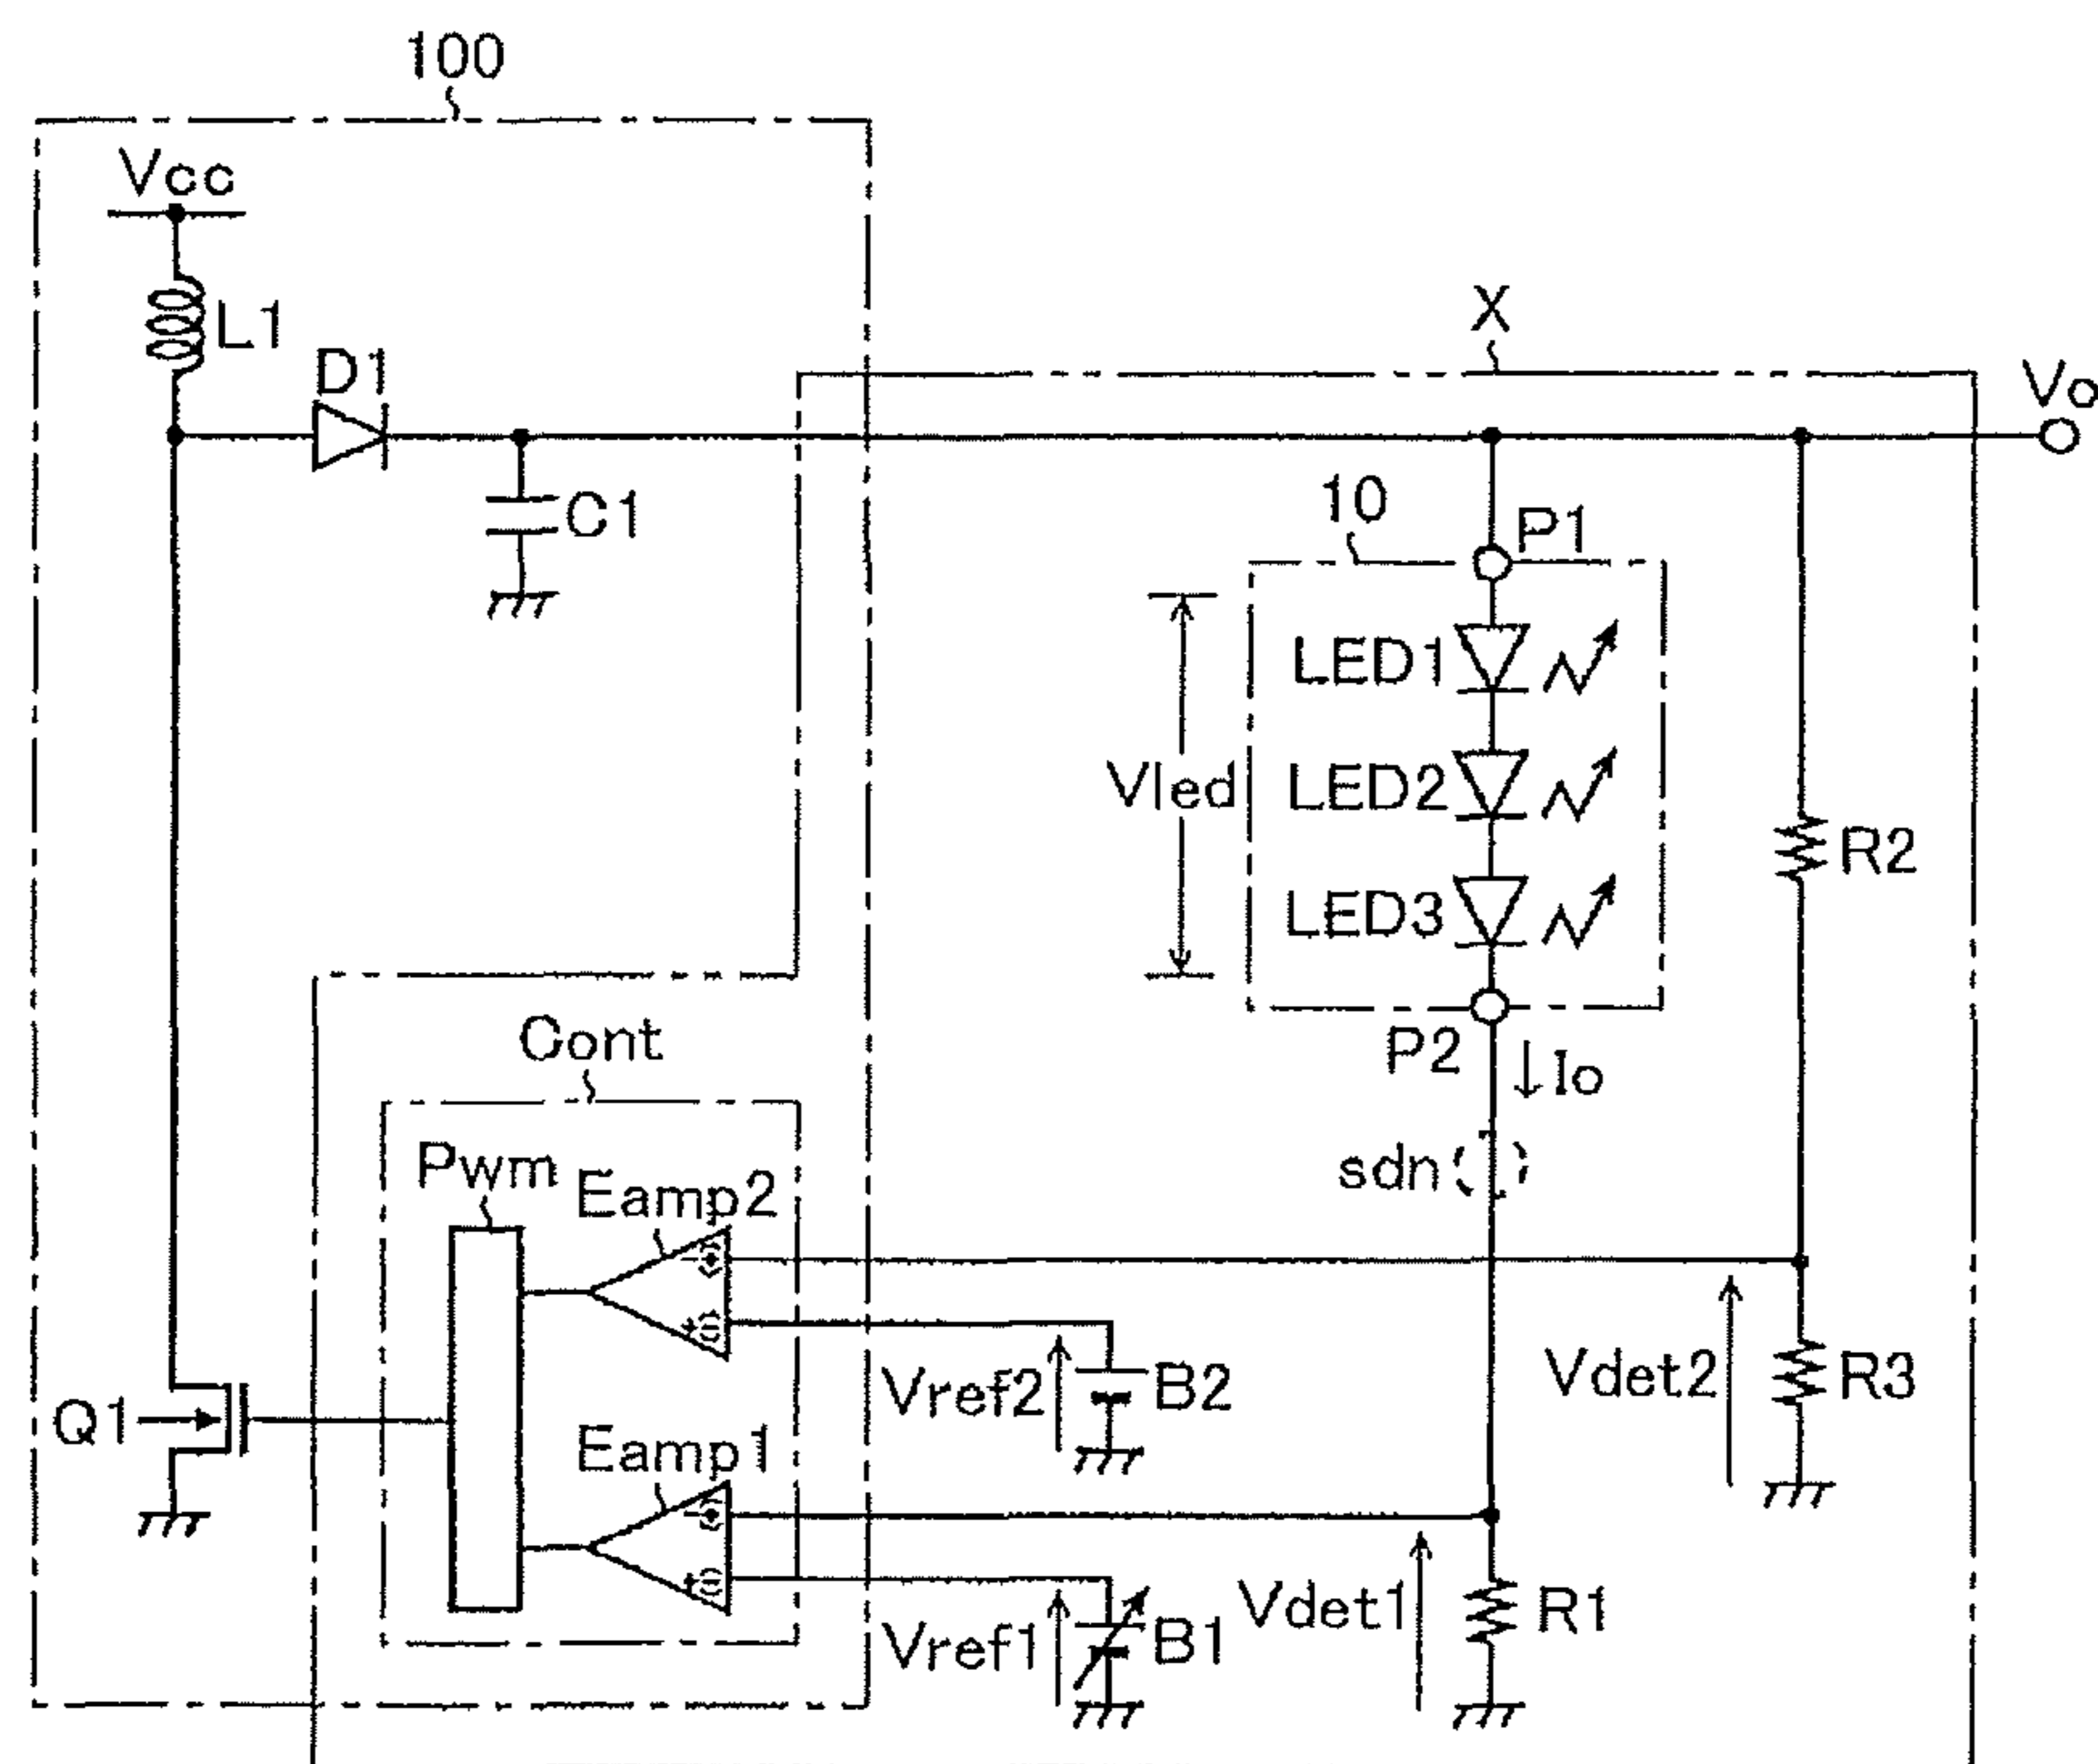 100
Vcc
L1
D1
C1
X
Vo
10
P1
LED1
Vled
LED2
R2
LED3
P2
Io
Cont
sdn
Pwm
Eamp2
-
+
Vref2
B2
Vdet2
R3
Q1
Eamp1
-
+
Vref1
B1
Vdet1
R1